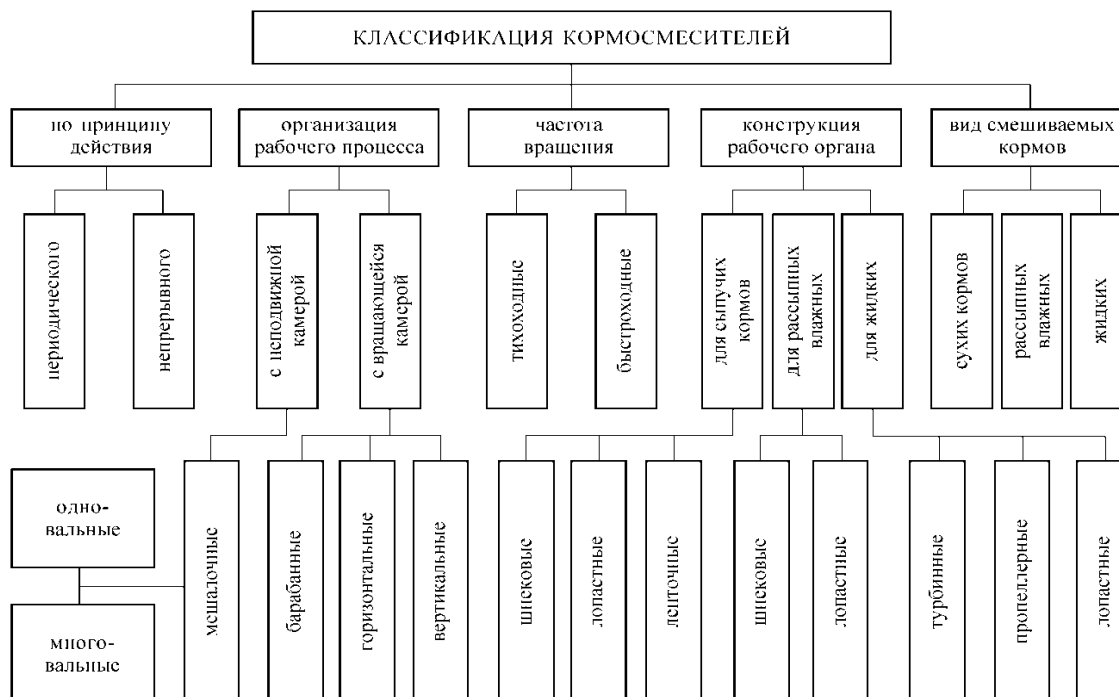 КЛАССИФИКАЦИЯ КОРМОСМЕСИТЕЛЕЙ
по принципу
действия
организация
рабочего процесса
частота
вращения
конструкция
рабочего органа
вид смешиваемых
кормов
периодического
непрерывного
с неподвижной
камерой
с вращающейся
камерой
тихоходные
быстроходные
для сыпучих
кормов
для рассыпных
влажных
для жидких
сухих кормов
рассыпных
влажных
жидких
одно-
вальные
много-
вальные
мешалочные
барабанные
горизонтальные
вертикальные
шнековые
лопастные
ленточные
шнековые
лопастные
турбинные
пропеллерные
лопастные